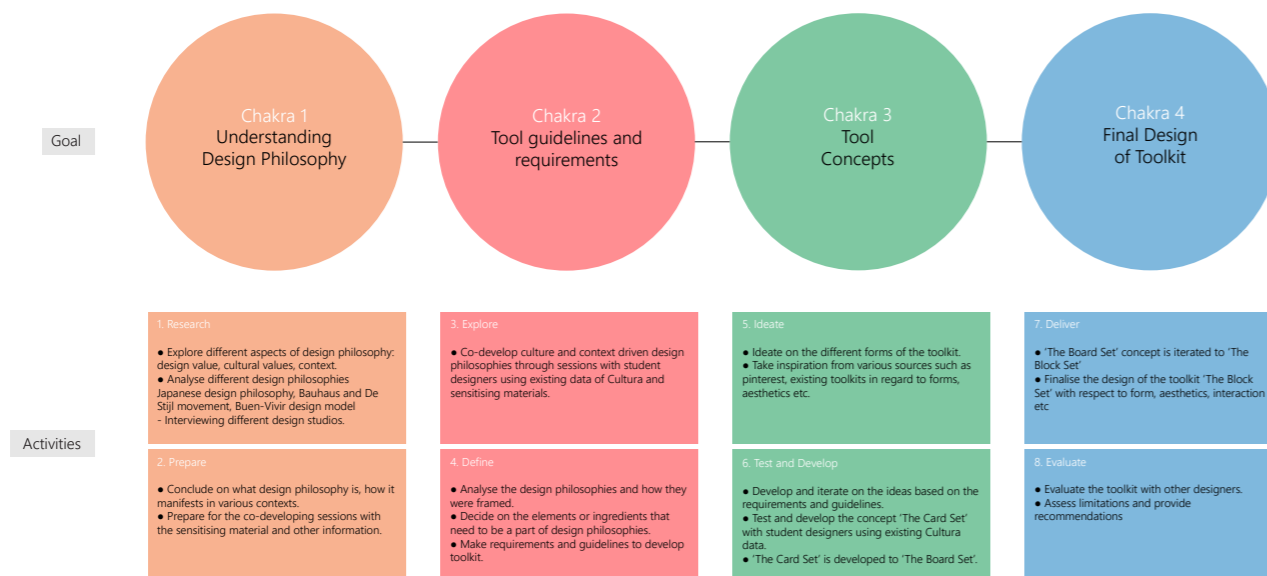 Goal
Chakra 1
Understanding
Design Philosophy
Chakra 2
Tool guidelines and
requirements
Chakra 3
Tool
Concepts
Chakra 4
Final Design
of Toolkit
Activities
1. Research
● Explore different aspects of design philosophy:
design value, cultural values, context.
● Analyse different design philosophies
Japanese design philosophy, Bauhaus and De
Stijl movement, Buen-Vivir design model
- Interviewing different design studios.
2. Prepare
● Conclude on what design philosophy is, how it
manifests in various contexts.
● Prepare for the co-developing sessions with
the sensitising material and other information.
3. Explore
● Co-develop culture and context driven design
philosophies through sessions with student
designers using existing data of Cultura and
sensitising materials.
4. Define
● Analyse the design philosophies and how they
were framed.
● Decide on the elements or ingredients that
need to be a part of design philosophies.
● Make requirements and guidelines to develop
toolkit.
5. Ideate
● Ideate on the different forms of the toolkit.
● Take inspiration from various sources such as
pinterest, existing toolkits in regard to forms,
aesthetics etc.
6. Test and Develop
● Develop and iterate on the ideas based on the
requirements and guidelines.
● Test and develop the concept 'The Card Set'
with student designers using existing Cultura
data.
● 'The Card Set' is developed to 'The Board Set'.
7. Deliver
● 'The Board Set' concept is iterated to 'The
Block Set'
● Finalise the design of the toolkit 'The Block
Set' with respect to form, aesthetics, interaction
etc
8. Evaluate
● Evaluate the toolkit with other designers.
● Assess limitations and provide
recommendations